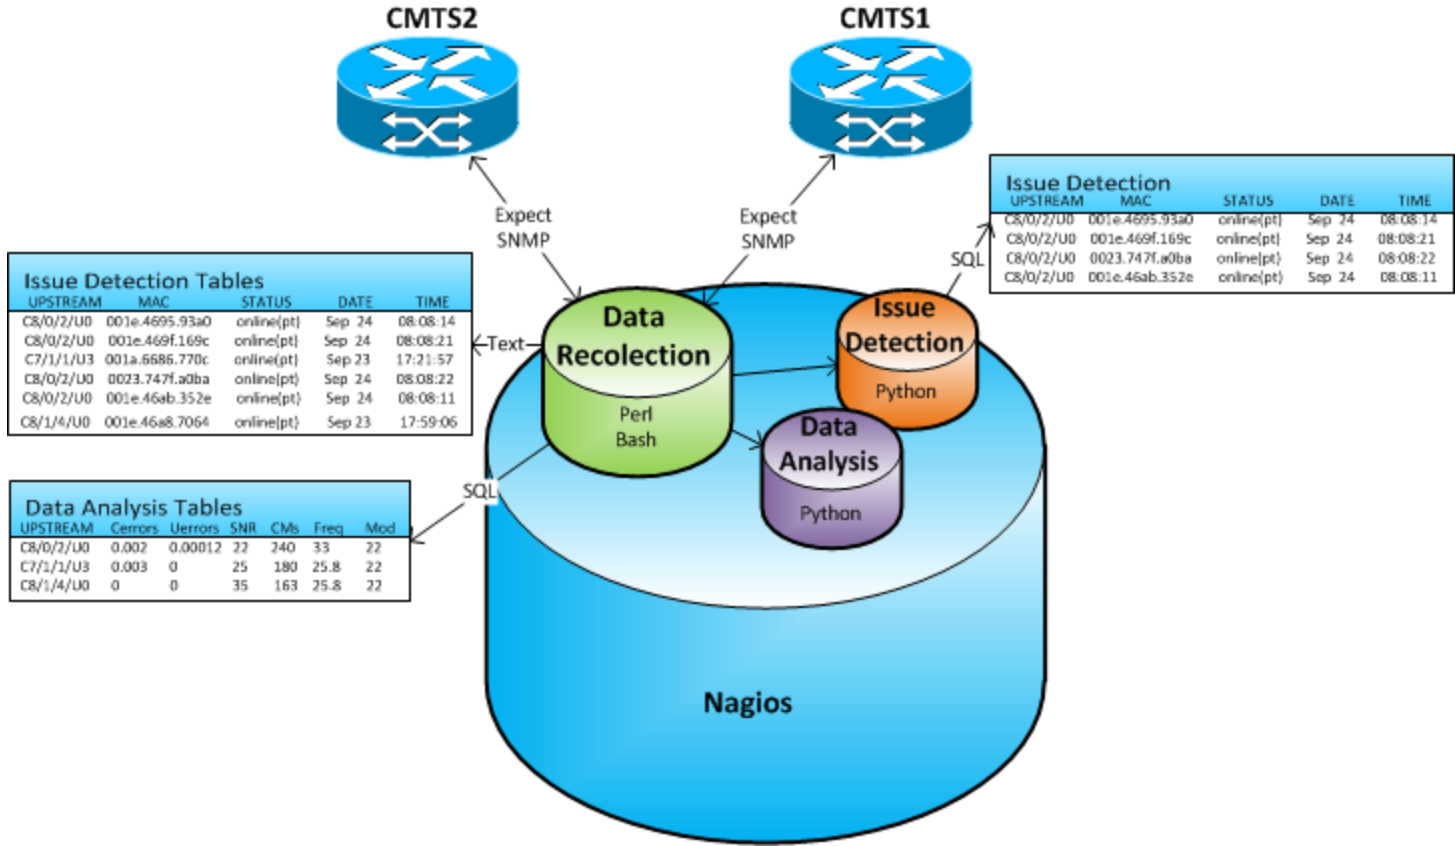 CMTS2
CMTS1
Expect
SNMP
Expect
SNMP
Issue Detection
UPSTREAM MAC STATUS DATE TIME
C8/0/2/U0 001e.4695.93a0 online(pt) Sep 24 08:08:14
C8/0/2/U0 001e.469f.169c online(pt) Sep 24 08:08:21
C8/0/2/U0 0023.747f.a0ba online(pt) Sep 24 08:08:22
C8/0/2/U0 001e.46ab.352e online(pt) Sep 24 08:08:11
SQL
Issue Detection Tables
UPSTREAM MAC STATUS DATE TIME
C8/0/2/U0 001e.4695.93a0 online(pt) Sep 24 08:08:14
C8/0/2/U0 001e.469f.169c online(pt) Sep 24 08:08:21
C7/1/1/U3 001a.6686.770c online(pt) Sep 23 17:21:57
C8/0/2/U0 0023.747f.a0ba online(pt) Sep 24 08:08:22
C8/0/2/U0 001e.46ab.352e online(pt) Sep 24 08:08:11
C8/1/4/U0 001e.46a8.7064 online(pt) Sep 23 17:59:06
Text
Data
Recolection
Perl
Bash
Issue
Detection
Python
Data
Analysis
Python
SQL
Data Analysis Tables
UPSTREAM Cerrors Uerrors SNR CMs Freq Mod
C8/0/2/U0 0.002 0.00012 22 240 33 22
C7/1/1/U3 0.003 0 25 180 25.8 22
C8/1/4/U0 0 0 35 163 25.8 22
Nagios